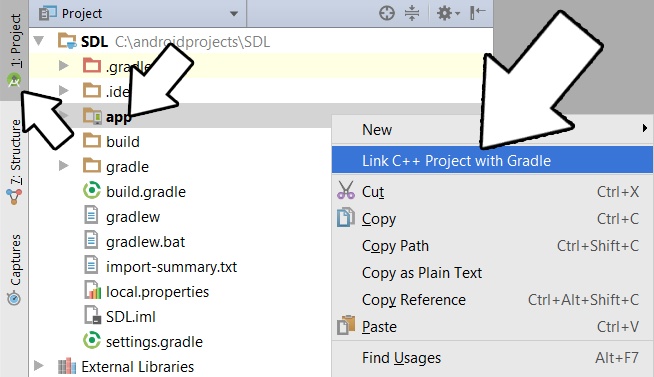 Project
1: Project
Z: Structure
Captures
SDL C:\androidprojects\SDL
.gradle
.ide
app
build
gradle
build.gradle
gradlew
gradlew.bat
import-summary.txt
local.properties
SDL.iml
settings.gradle
External Libraries
New
Link C++ Project with Gradle
Cut Ctrl+X
Copy Ctrl+C
Copy Path Ctrl+Shift+C
Copy as Plain Text
Copy Reference Ctrl+Alt+Shift+C
Paste Ctrl+V
Find Usages Alt+F7